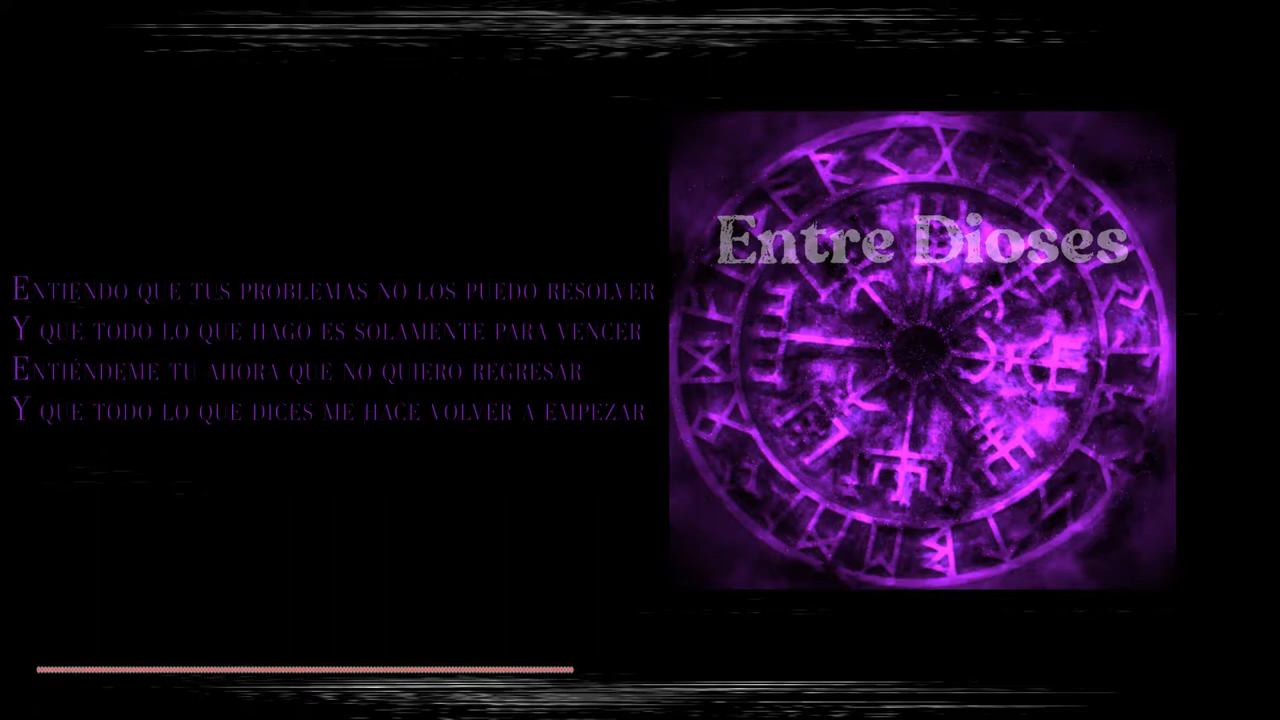 Entre Dioses
ENTIENDO QUE TUS PROBLEMAS NO LOS PUEDO RESOLVER
Y QUE TODO LO QUE HAGO ES SOLAMENTE PARA VENCER
ENTIÉNDEME TU AHORA QUE NO QUIERO REGRESAR
Y QUE TODO LO QUE DICES ME HACE VOLVER A EMPEZAR